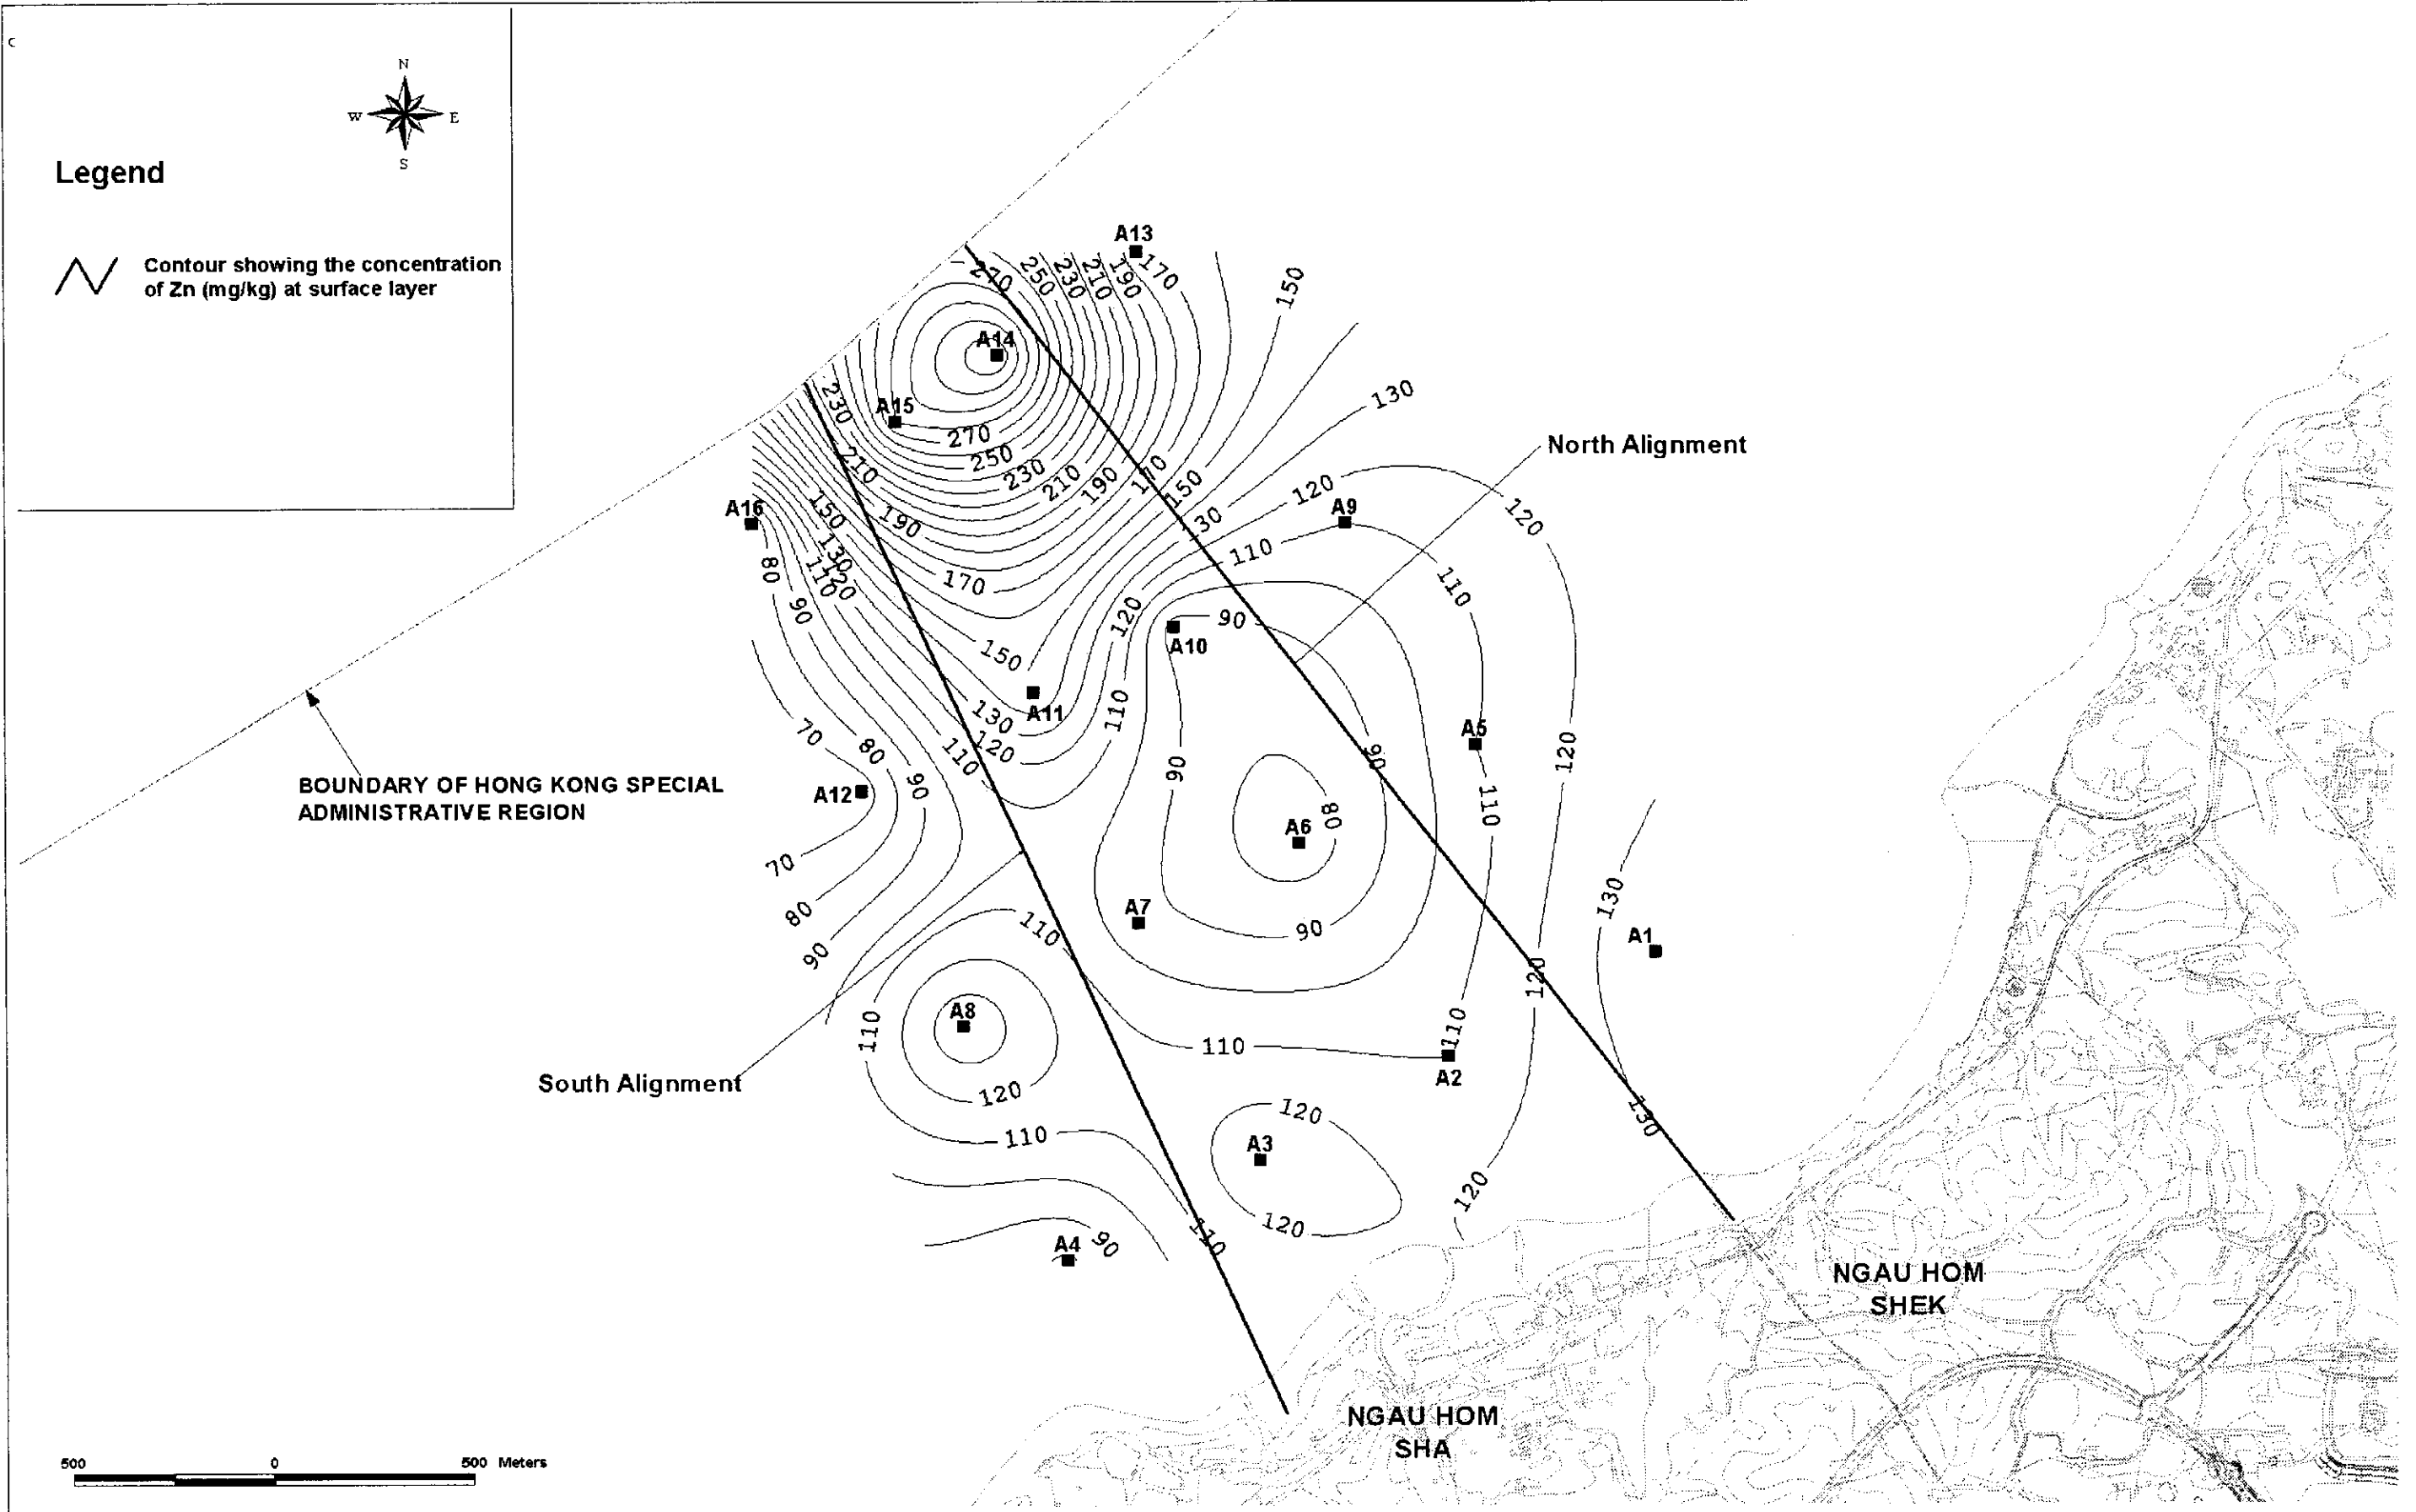 c
N
W E
S
Legend
Contour showing the concentration
of Zn (mg/kg) at surface layer
A13
270 250 230 210 190 170
150
A14
230
A15
270
250
230
210
190
170
150
130
130
North Alignment
210
A16
150
190
120
A9
120
130
110
120
80
110
170
110
90
120
90
A10
150
110
A11
130
120
110
70
80
90
A12
90
90
A5
120
110
80
A6
BOUNDARY OF HONG KONG SPECIAL
ADMINISTRATIVE REGION
70
80
90
A7
110
90
130
A1
120
A8
110
110
110
A2
South Alignment
120
120
110
A3
120
120
130
110
A4
90
NGAU HOM
SHEK
NGAU HOM
SHA
500 0 500 Meters